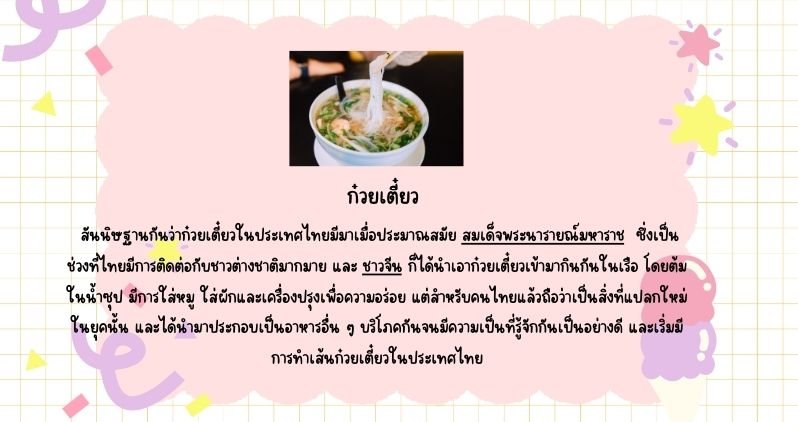 ก๋วยเตี๋ยว
สันนิษฐานกันว่าก๋วยเตี๋ยวในประเทศไทยมีมาเมื่อประมาณสมัย สมเด็จพระนารายณ์มหาราช ซึ่งเป็น
ช่วงที่ไทยมีการติดต่อกับชาวต่างชาติมากมาย และ ชาวจีน ก็ได้นำเอาก๋วยเตี๋ยวเข้ามากินกันในเรือ โดยต้ม
ในน้ำซุป มีการใส่หมู ใส่ผักและเครื่องปรุงเพื่อความอร่อย แต่สำหรับคนไทยแล้วถือว่าเป็นสิ่งที่แปลกใหม่
ในยุคนั้น และได้นำมาประกอบเป็นอาหารอื่น ๆ บริโภคกันจนมีความเป็นที่รู้จักกันเป็นอย่างดี และเริ่มมี
การทำเส้นก๋วยเตี๋ยวในประเทศไทย